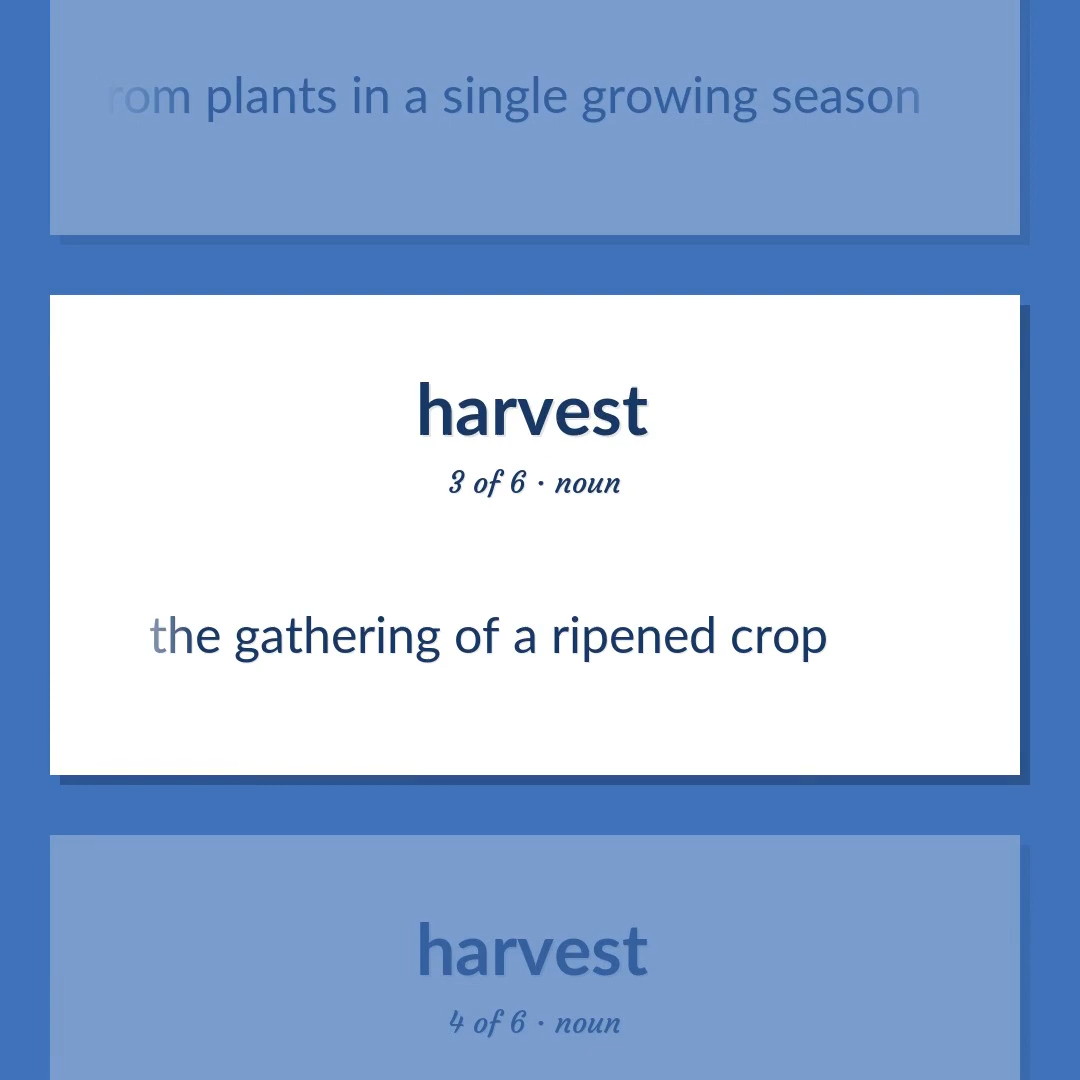 from plants in a single growing season
harvest
3 of 6 · noun
the gathering of a ripened crop
harvest
4 of 6 · noun